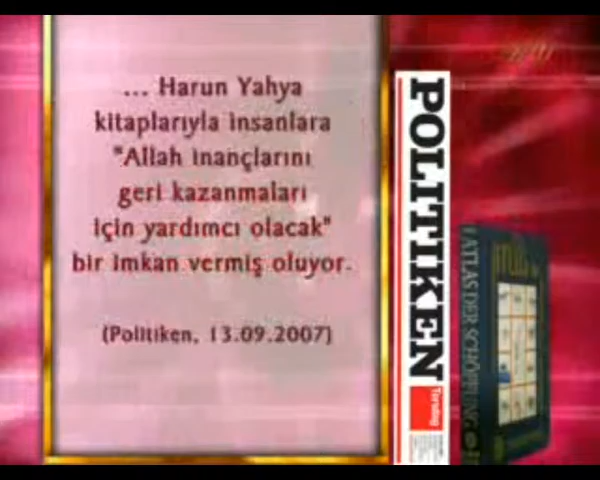 ... Harun Yahya
kitaplarıyla insanlara
"Allah inançlarını
geri kazanmaları
için yardımcı olacak"
bir imkan vermiş oluyor.
(Politiken, 13.09.2007)
POLITIKEN
Torsdag
ATLAS DER SCHÖPFUNG